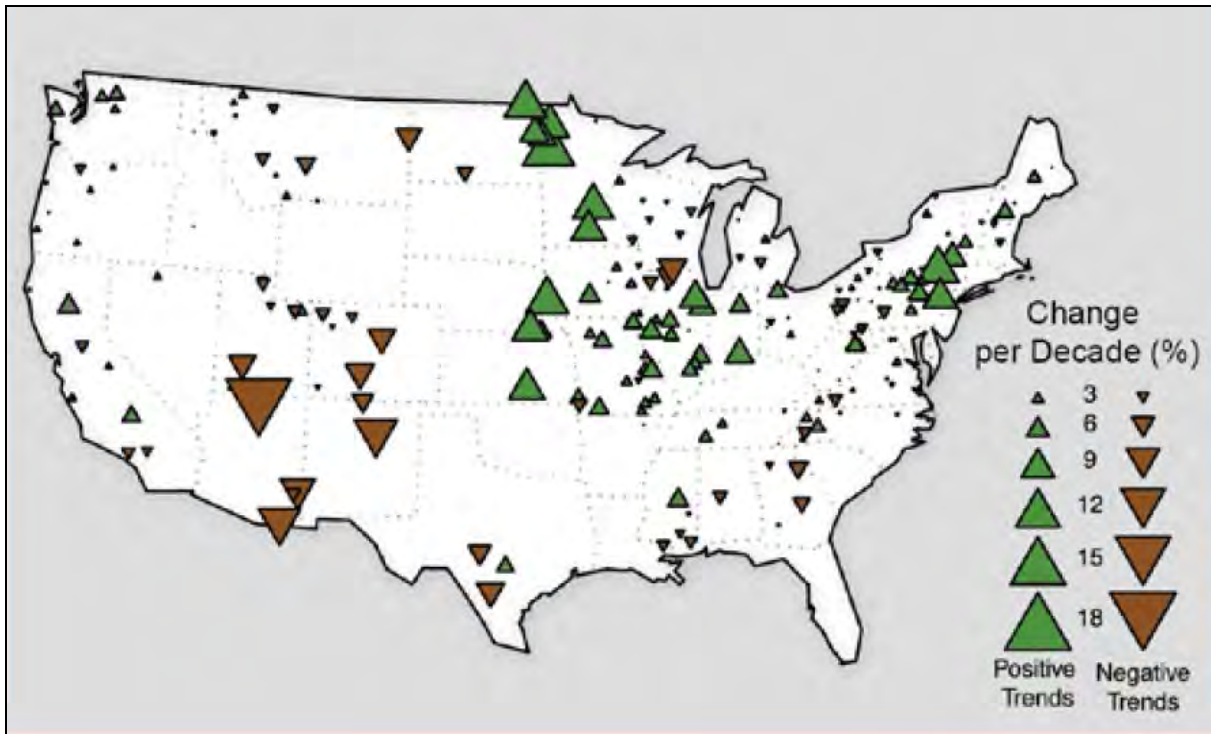 Change
per Decade (%)
3
6
9
12
15
18
Positive Negative
Trends Trends